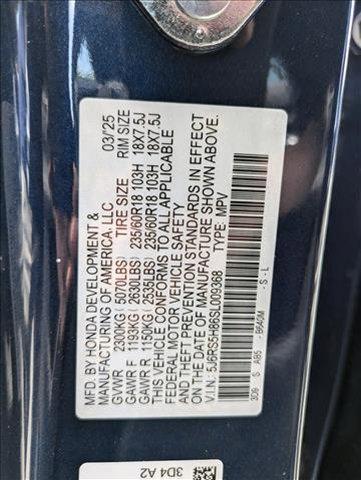 MFD. BY HONDA DEVELOPMENT & 03/25
MANUFACTURING OF AMERICA, LLC
TIRE SIZE RIM SIZE
GVWR 2300KG (5070LBS)
GAWR F 1193KG (2630LBS) 235/60R18 103H 18X7.5J
GAWR R 1150KG (2535LBS) 235/60R18 103H 18X7.5J
THIS VEHICLE CONFORMS TO ALL APPLICABLE
FEDERAL MOTOR VEHICLE SAFETY
AND THEFT PREVENTION STANDARDS IN EFFECT
ON THE DATE OF MANUFACTURE SHOWN ABOVE.
V.I.N.: 5J6RS5H86SL009368 TYPE: MPV
3D9 S A85 - B640M - S - L
3D4 A2